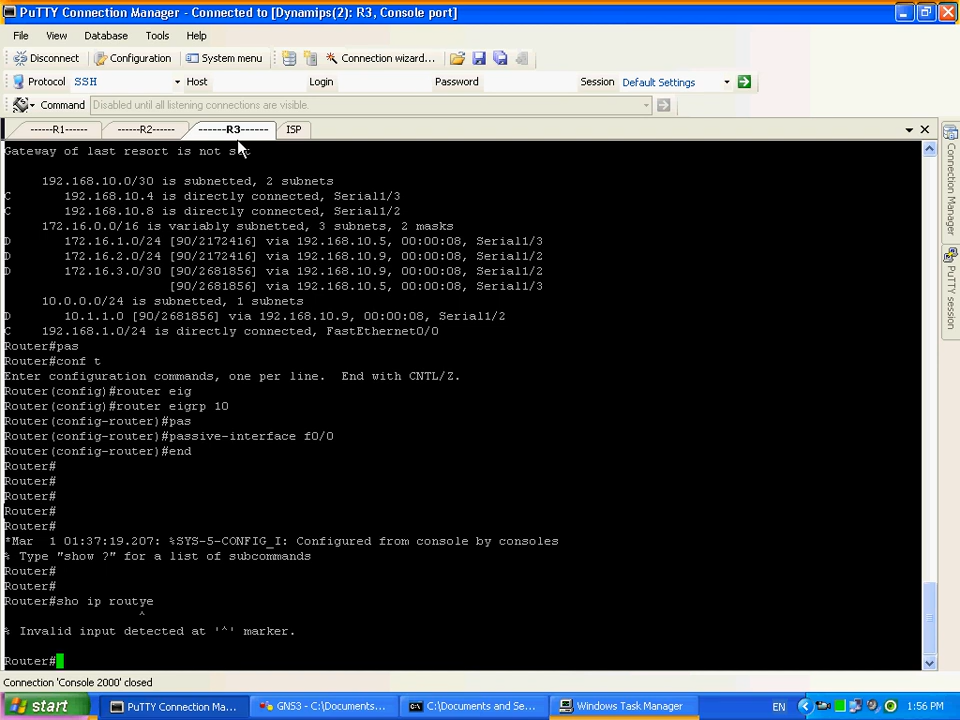 PuTTY Connection Manager - Connected to [Dynamips(2): R3, Console port]
File View Database Tools Help
Disconnect Configuration System menu Connection wizard...
Protocol SSH Host Login Password Session Default Settings
Command Disabled until all listening connections are visible.
------R1------ ------R2------ ------R3------ ISP
Gateway of last resort is not set
192.168.10.0/30 is subnetted, 2 subnets
C 192.168.10.4 is directly connected, Serial1/3
C 192.168.10.8 is directly connected, Serial1/2
172.16.0.0/16 is variably subnetted, 3 subnets, 2 masks
D 172.16.1.0/24 [90/2172416] via 192.168.10.5, 00:00:08, Serial1/3
D 172.16.2.0/24 [90/2172416] via 192.168.10.9, 00:00:08, Serial1/2
D 172.16.3.0/30 [90/2681856] via 192.168.10.9, 00:00:08, Serial1/2
[90/2681856] via 192.168.10.5, 00:00:08, Serial1/3
10.0.0.0/24 is subnetted, 1 subnets
D 10.1.1.0 [90/2681856] via 192.168.10.9, 00:00:08, Serial1/2
C 192.168.1.0/24 is directly connected, FastEthernet0/0
Router#pas
Router#conf t
Enter configuration commands, one per line. End with CNTL/Z.
Router(config)#router eig
Router(config)#router eigrp 10
Router(config-router)#pas
Router(config-router)#passive-interface f0/0
Router(config-router)#end
Router#
Router#
Router#
Router#
Router#
*Mar 1 01:37:19.207: %SYS-5-CONFIG_I: Configured from console by consoles
% Type "show ?" for a list of subcommands
Router#
Router#
Router#sho ip routye
^
% Invalid input detected at '^' marker.
Router#
Connection Manager
PuTTY session
Connection 'Console 2000' closed
start PuTTY Connection Ma... GNS3 - C:\Documents... C:\Documents and Se... Windows Task Manager EN 1:56 PM